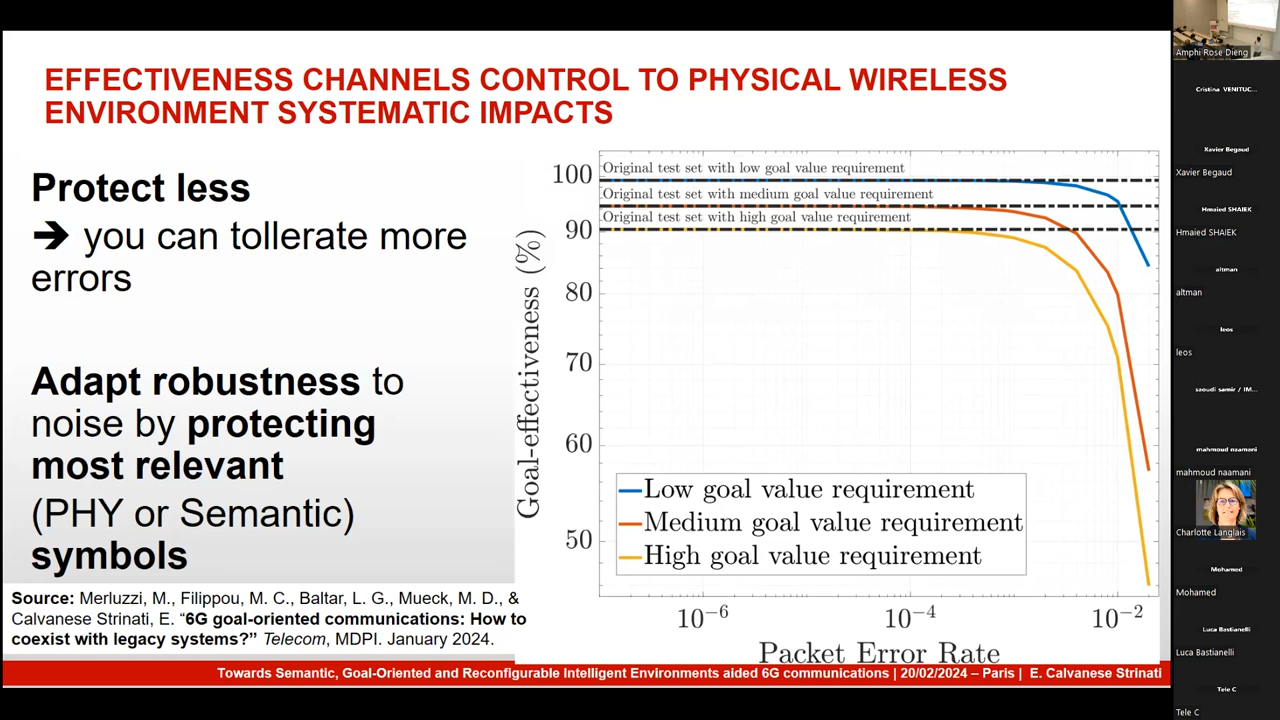 EFFECTIVENESS CHANNELS CONTROL TO PHYSICAL WIRELESS
ENVIRONMENT SYSTEMATIC IMPACTS
Protect less
➔ you can tollerate more
errors
Adapt robustness to
noise by protecting
most relevant
(PHY or Semantic)
symbols
Source: Merluzzi, M., Filippou, M. C., Baltar, L. G., Mueck, M. D., &
Calvanese Strinati, E. “6G goal-oriented communications: How to
coexist with legacy systems?” Telecom, MDPI. January 2024.
Goal-effectiveness (%)
100
90
80
70
60
50
Original test set with low goal value requirement
Original test set with medium goal value requirement
Original test set with high goal value requirement
Low goal value requirement
Medium goal value requirement
High goal value requirement
10⁻⁶
10⁻⁴
10⁻²
Packet Error Rate
Towards Semantic, Goal-Oriented and Reconfigurable Intelligent Environments aided 6G communications | 20/02/2024 – Paris | E. Calvanese Strinati
Amphi Rose Dieng
Cristina VENITUC...
Xavier Begaud
Xavier Begaud
Hmaied SHAIEK
Hmaied SHAIEK
altman
altman
leos
leos
saoudi samir / IM...
mahmoud naamani
mahmoud naamani
Charlotte Langlais
Mohamed
Mohamed
Luca Bastianelli
Luca Bastianelli
Tele C
Tele C